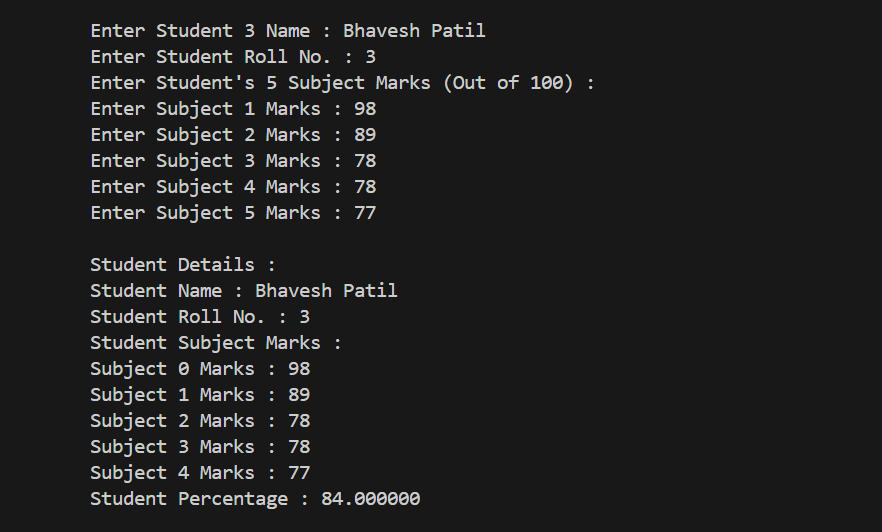 Enter Student 3 Name : Bhavesh Patil
Enter Student Roll No. : 3
Enter Student's 5 Subject Marks (Out of 100) :
Enter Subject 1 Marks : 98
Enter Subject 2 Marks : 89
Enter Subject 3 Marks : 78
Enter Subject 4 Marks : 78
Enter Subject 5 Marks : 77
Student Details :
Student Name : Bhavesh Patil
Student Roll No. : 3
Student Subject Marks :
Subject 0 Marks : 98
Subject 1 Marks : 89
Subject 2 Marks : 78
Subject 3 Marks : 78
Subject 4 Marks : 77
Student Percentage : 84.000000